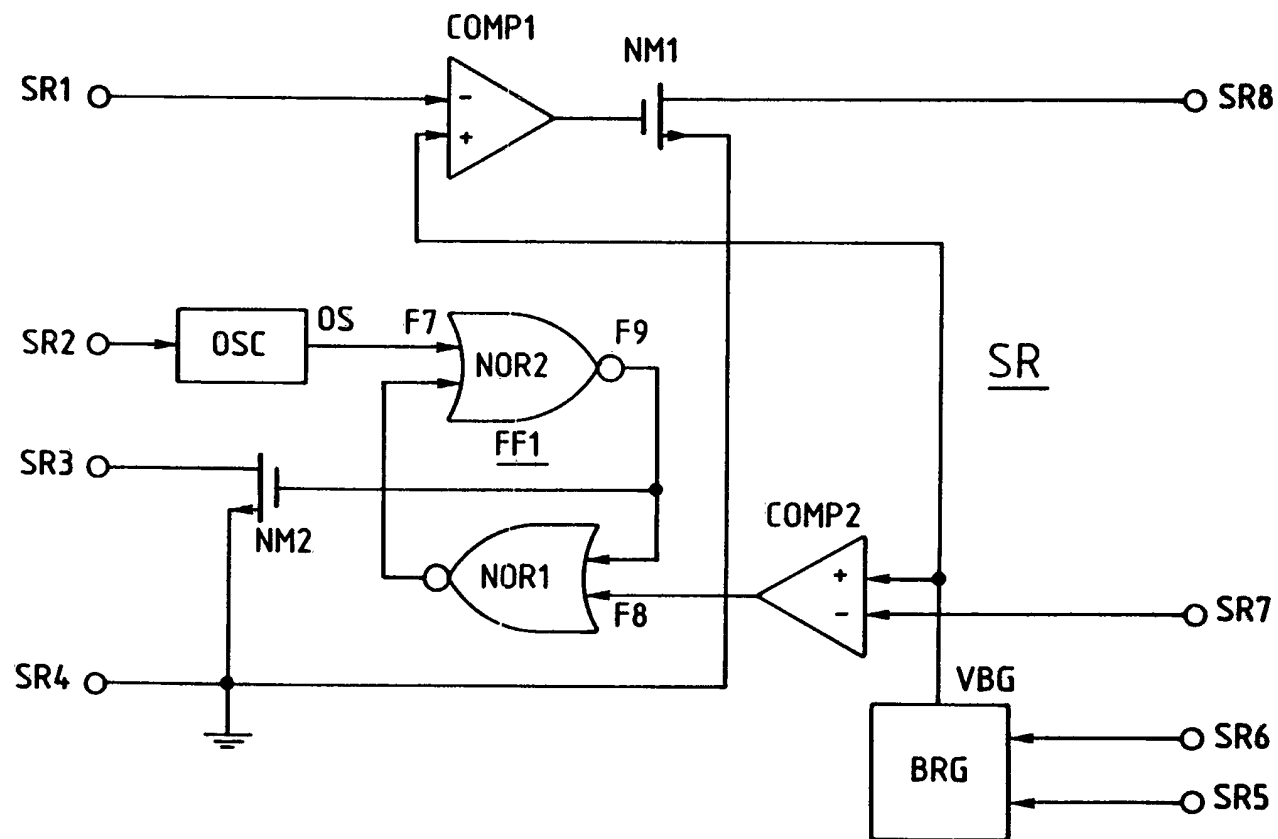 COMP1
NM1
SR1
-
SR8
+
OS
F7
F9
SR2
OSC
NOR2
SR
FF1
SR3
COMP2
NM2
NOR1
+
F8
-
SR7
SR4
VBG
SR6
BRG
SR5